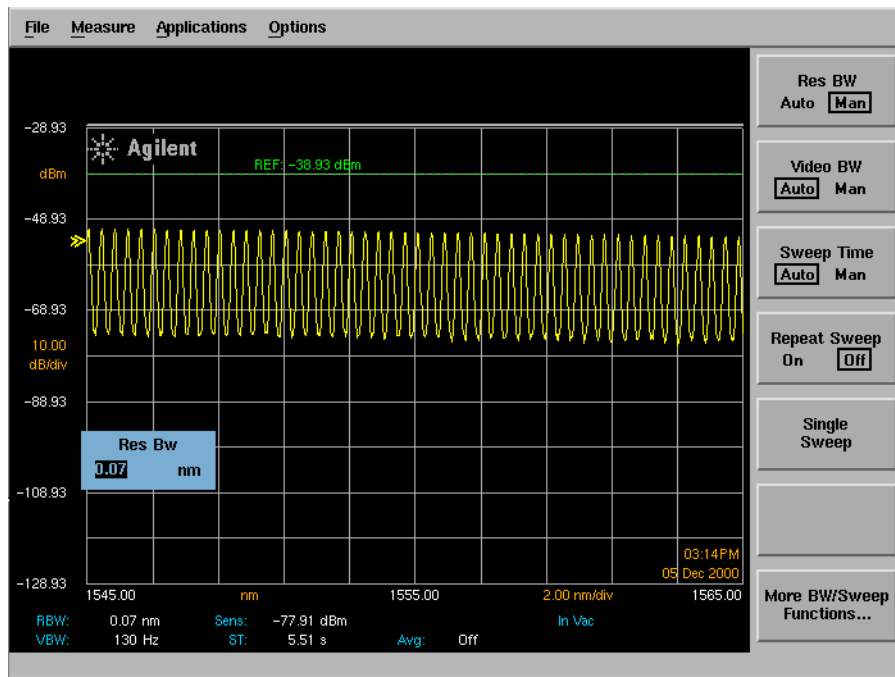 File Measure Applications Options
Res BW
Auto Man
Video BW
Auto Man
Sweep Time
Auto Man
Repeat Sweep
On Off
Single
Sweep
More BW/Sweep
Functions...
-28.93
Agilent
REF: -38.93 dBm
dBm
-48.93
-68.93
10.00
dB/div
-88.93
Res Bw
0.07 nm
-108.93
03:14PM
05 Dec 2000
-128.93
1545.00 nm 1555.00 2.00 nm/div 1565.00
RBW: 0.07 nm Sens: -77.91 dBm In Vac
VBW: 130 Hz ST: 5.51 s Avg: Off